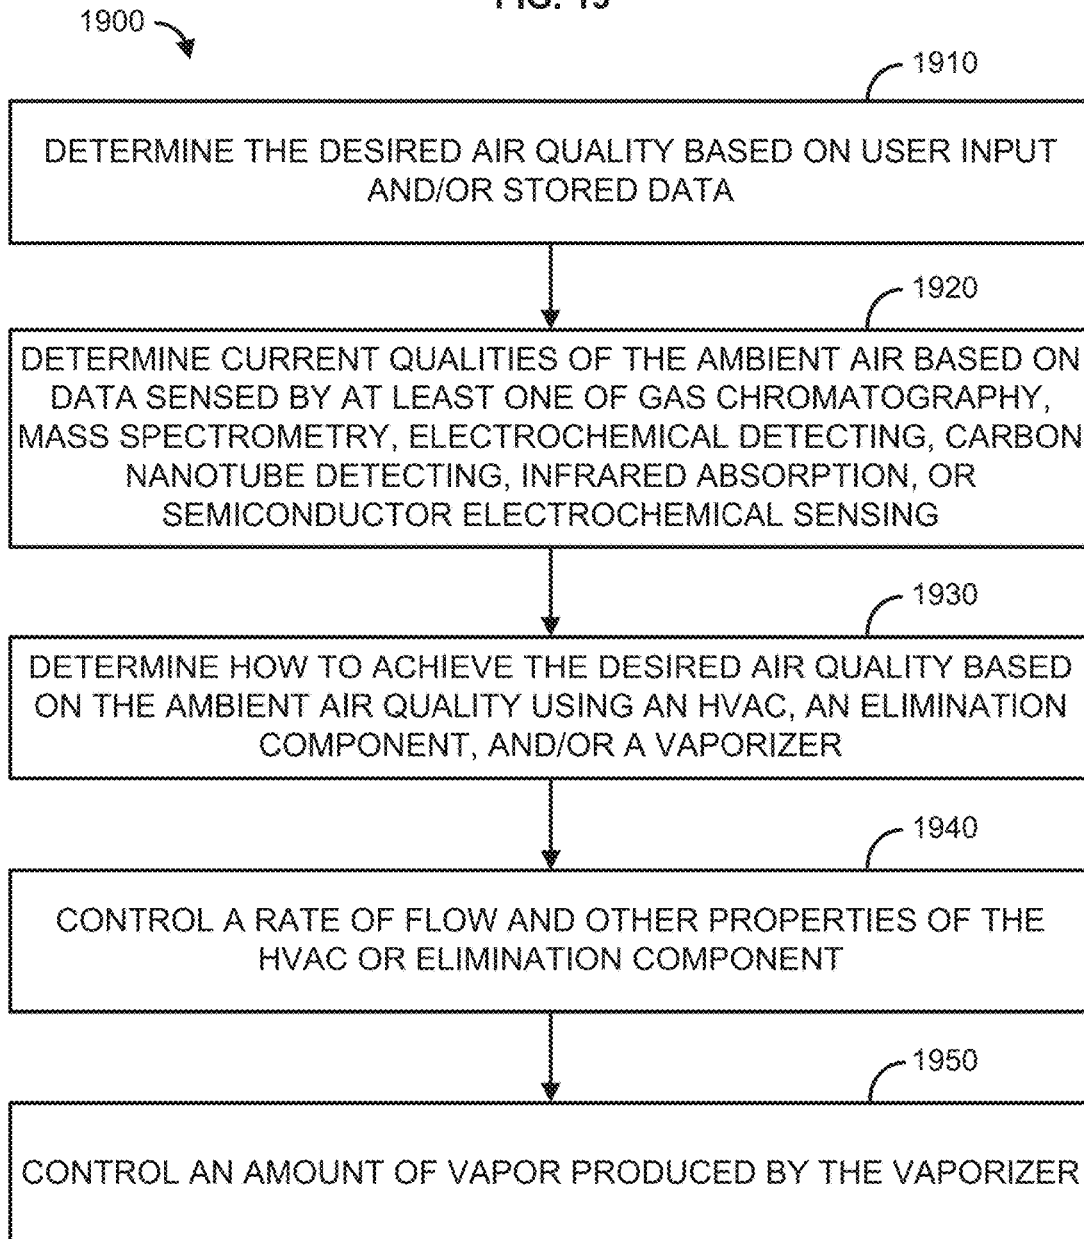 FIG. 19
1900
1910
DETERMINE THE DESIRED AIR QUALITY BASED ON USER INPUT
AND/OR STORED DATA
1920
DETERMINE CURRENT QUALITIES OF THE AMBIENT AIR BASED ON
DATA SENSED BY AT LEAST ONE OF GAS CHROMATOGRAPHY,
MASS SPECTROMETRY, ELECTROCHEMICAL DETECTING, CARBON
NANOTUBE DETECTING, INFRARED ABSORPTION, OR
SEMICONDUCTOR ELECTROCHEMICAL SENSING
1930
DETERMINE HOW TO ACHIEVE THE DESIRED AIR QUALITY BASED
ON THE AMBIENT AIR QUALITY USING AN HVAC, AN ELIMINATION
COMPONENT, AND/OR A VAPORIZER
1940
CONTROL A RATE OF FLOW AND OTHER PROPERTIES OF THE
HVAC OR ELIMINATION COMPONENT
1950
CONTROL AN AMOUNT OF VAPOR PRODUCED BY THE VAPORIZER